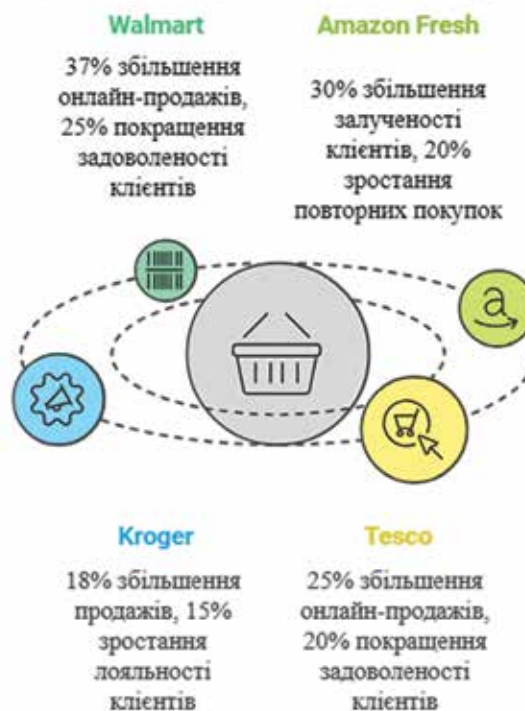 Walmart
37% збільшення
онлайн-продажів,
25% покращення
задоволеності
клієнтів
Amazon Fresh
30% збільшення
залученості
клієнтів, 20%
зростання
повторних покупок
a
Kroger
18% збільшення
продажів, 15%
зростання
лояльності
клієнтів
Tesco
25% збільшення
онлайн-продажів,
20% покращення
задоволеності
клієнтів